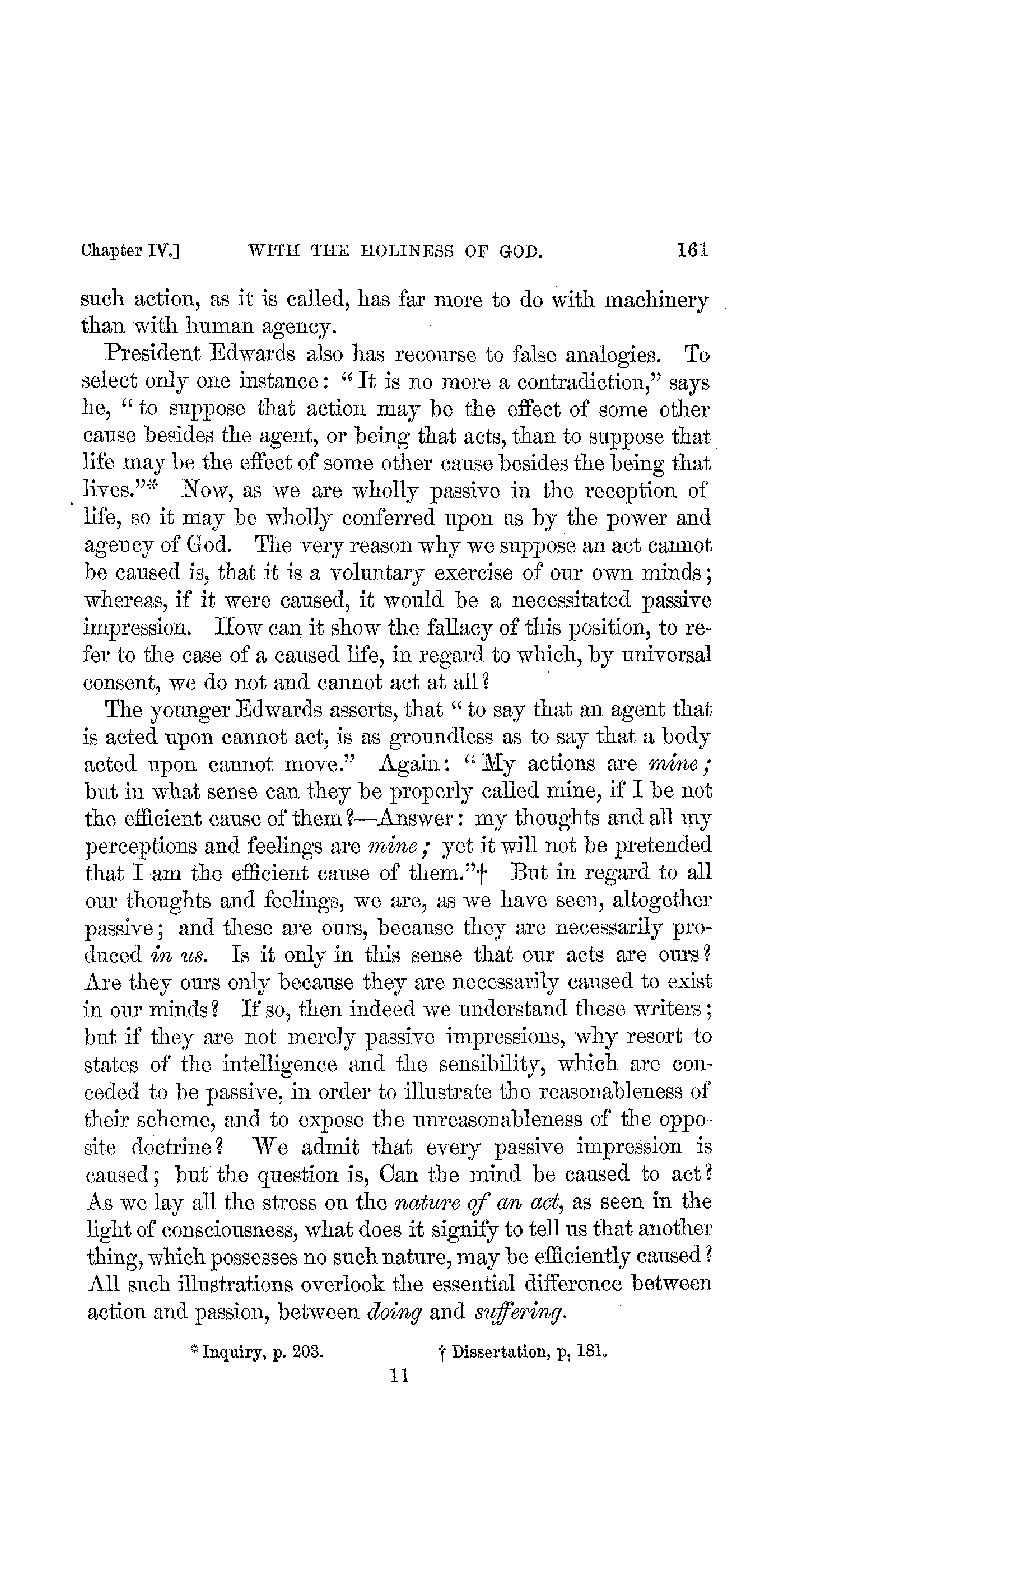 Chapter IV.] WITH THE HOLINESS OF GOD. 161
such action, as it is called, has far more to do with machinery
than with human agency.
President Edwards also has recourse to false analogies. To
select only one instance: “It is no more a contradiction,” says
he, “to suppose that action may be the effect of some other
cause besides the agent, or being that acts, than to suppose that
life may be the effect of some other cause besides the being that
lives.”* Now, as we are wholly passive in the reception of
life, so it may be wholly conferred upon us by the power and
agency of God. The very reason why we suppose an act cannot
be caused is, that it is a voluntary exercise of our own minds;
whereas, if it were caused, it would be a necessitated passive
impression. How can it show the fallacy of this position, to re-
fer to the case of a caused life, in regard to which, by universal
consent, we do not and cannot act at all?
The younger Edwards asserts, that “to say that an agent that
is acted upon cannot act, is as groundless as to say that a body
acted upon cannot move.” Again: “My actions are mine;
but in what sense can they be properly called mine, if I be not
the efficient cause of them?—Answer: my thoughts and all my
perceptions and feelings are mine; yet it will not be pretended
that I am the efficient cause of them.”† But in regard to all
our thoughts and feelings, we are, as we have seen, altogether
passive; and these are ours, because they are necessarily pro-
duced in us. Is it only in this sense that our acts are ours?
Are they ours only because they are necessarily caused to exist
in our minds? If so, then indeed we understand these writers;
but if they are not merely passive impressions, why resort to
states of the intelligence and the sensibility, which are con-
ceded to be passive, in order to illustrate the reasonableness of
their scheme, and to expose the unreasonableness of the oppo-
site doctrine? We admit that every passive impression is
caused; but the question is, Can the mind be caused to act?
As we lay all the stress on the nature of an act, as seen in the
light of consciousness, what does it signify to tell us that another
thing, which possesses no such nature, may be efficiently caused?
All such illustrations overlook the essential difference between
action and passion, between doing and suffering.
* Inquiry, p. 203. † Dissertation, p. 181.
11